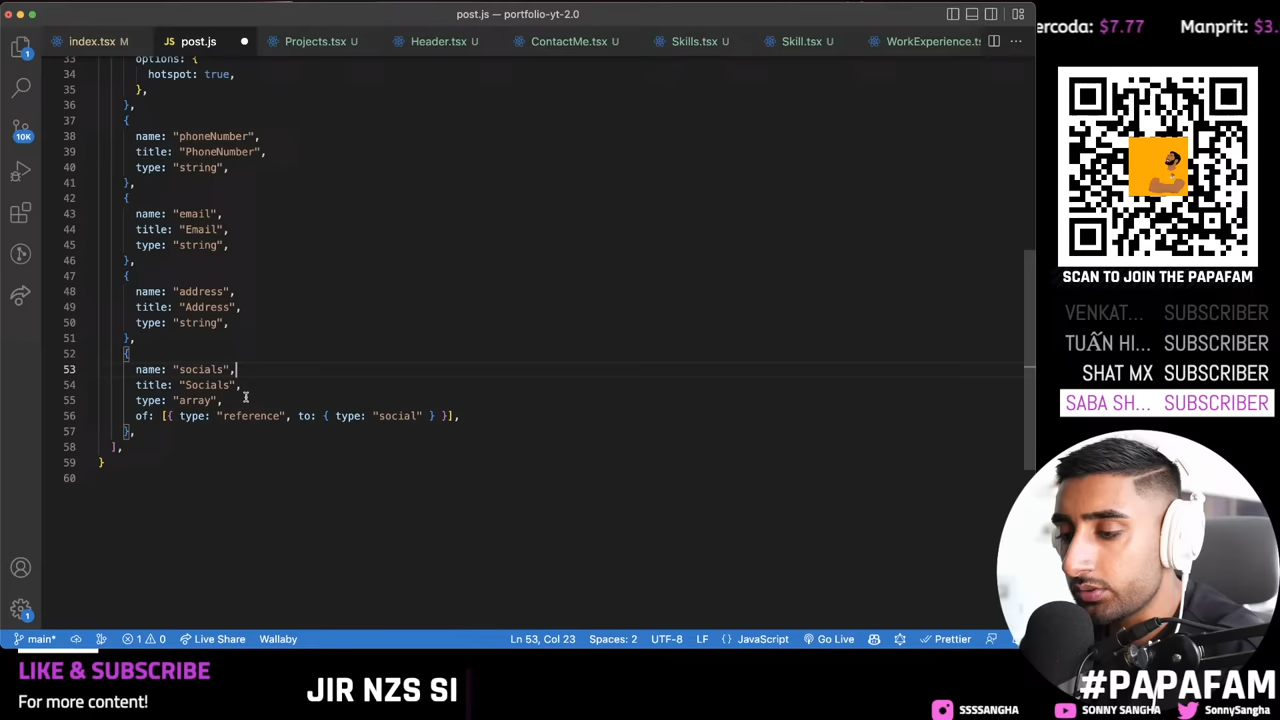 post.js — portfolio-yt-2.0
ercoda: $7.77 Manprit: $3.
index.tsx M
post.js
Projects.tsx U
Header.tsx U
ContactMe.tsx U
Skills.tsx U
Skill.tsx U
WorkExperience.ts
33 options: {
34 hotspot: true,
35 },
36 },
37 {
38 name: "phoneNumber",
39 title: "PhoneNumber",
40 type: "string",
41 },
42 {
43 name: "email",
44 title: "Email",
45 type: "string",
46 },
47 {
48 name: "address",
49 title: "Address",
50 type: "string",
51 },
52 {
53 name: "socials",
54 title: "Socials",
55 type: "array",
56 of: [{ type: "reference", to: { type: "social" } }],
57 },
58 ],
59 }
60
1
10K
1
SCAN TO JOIN THE PAPAFAM
VENKAT... SUBSCRIBER
TUẤN HI... SUBSCRIBER
SHAT MX SUBSCRIBER
SABA SH... SUBSCRIBER
main* 1 0 Live Share Wallaby Ln 53, Col 23 Spaces: 2 UTF-8 LF { } JavaScript Go Live Prettier
LIKE & SUBSCRIBE
For more content!
JIR NZS SI
#PAPAFAM
SSSSANGHA SONNY SANGHA SonnySangha